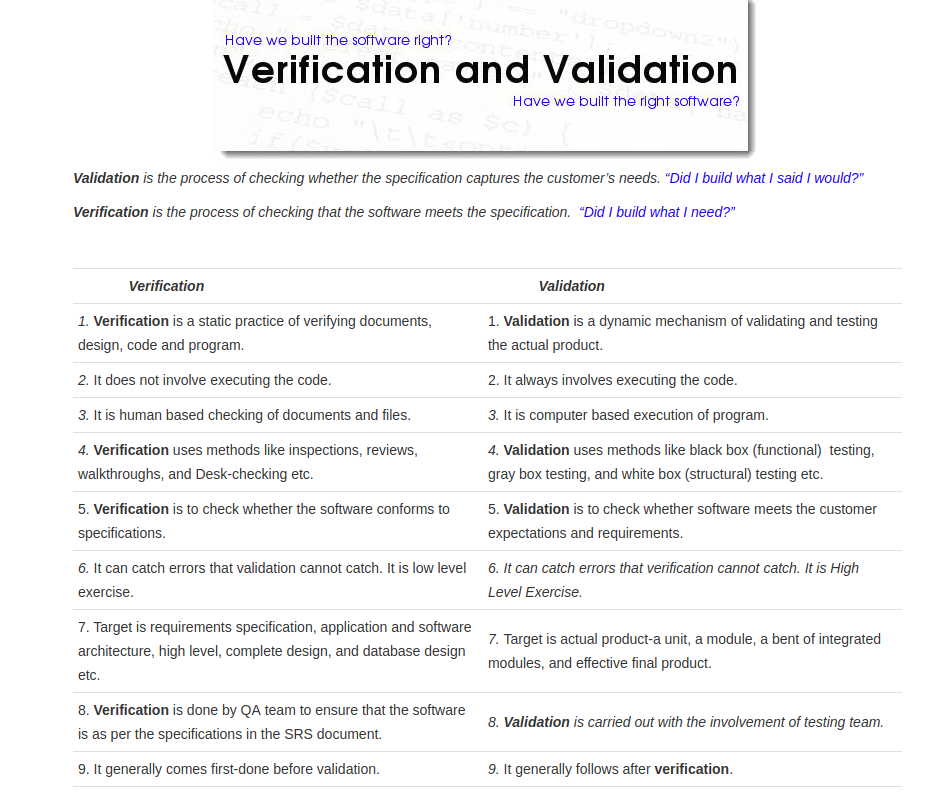 Have we built the software right?
Verification and Validation
Have we built the right software?
Validation is the process of checking whether the specification captures the customer’s needs. “Did I build what I said I would?”
Verification is the process of checking that the software meets the specification.  “Did I build what I need?”
Verification
Validation
1. Verification is a static practice of verifying documents,
design, code and program.
1. Validation is a dynamic mechanism of validating and testing
the actual product.
2. It does not involve executing the code.
2. It always involves executing the code.
3. It is human based checking of documents and files.
3. It is computer based execution of program.
4. Verification uses methods like inspections, reviews,
walkthroughs, and Desk-checking etc.
4. Validation uses methods like black box (functional)  testing,
gray box testing, and white box (structural) testing etc.
5. Verification is to check whether the software conforms to
specifications.
5. Validation is to check whether software meets the customer
expectations and requirements.
6. It can catch errors that validation cannot catch. It is low level
exercise.
6. It can catch errors that verification cannot catch. It is High
Level Exercise.
7. Target is requirements specification, application and software
architecture, high level, complete design, and database design
etc.
7. Target is actual product-a unit, a module, a bent of integrated
modules, and effective final product.
8. Verification is done by QA team to ensure that the software
is as per the specifications in the SRS document.
8. Validation is carried out with the involvement of testing team.
9. It generally comes first-done before validation.
9. It generally follows after verification.